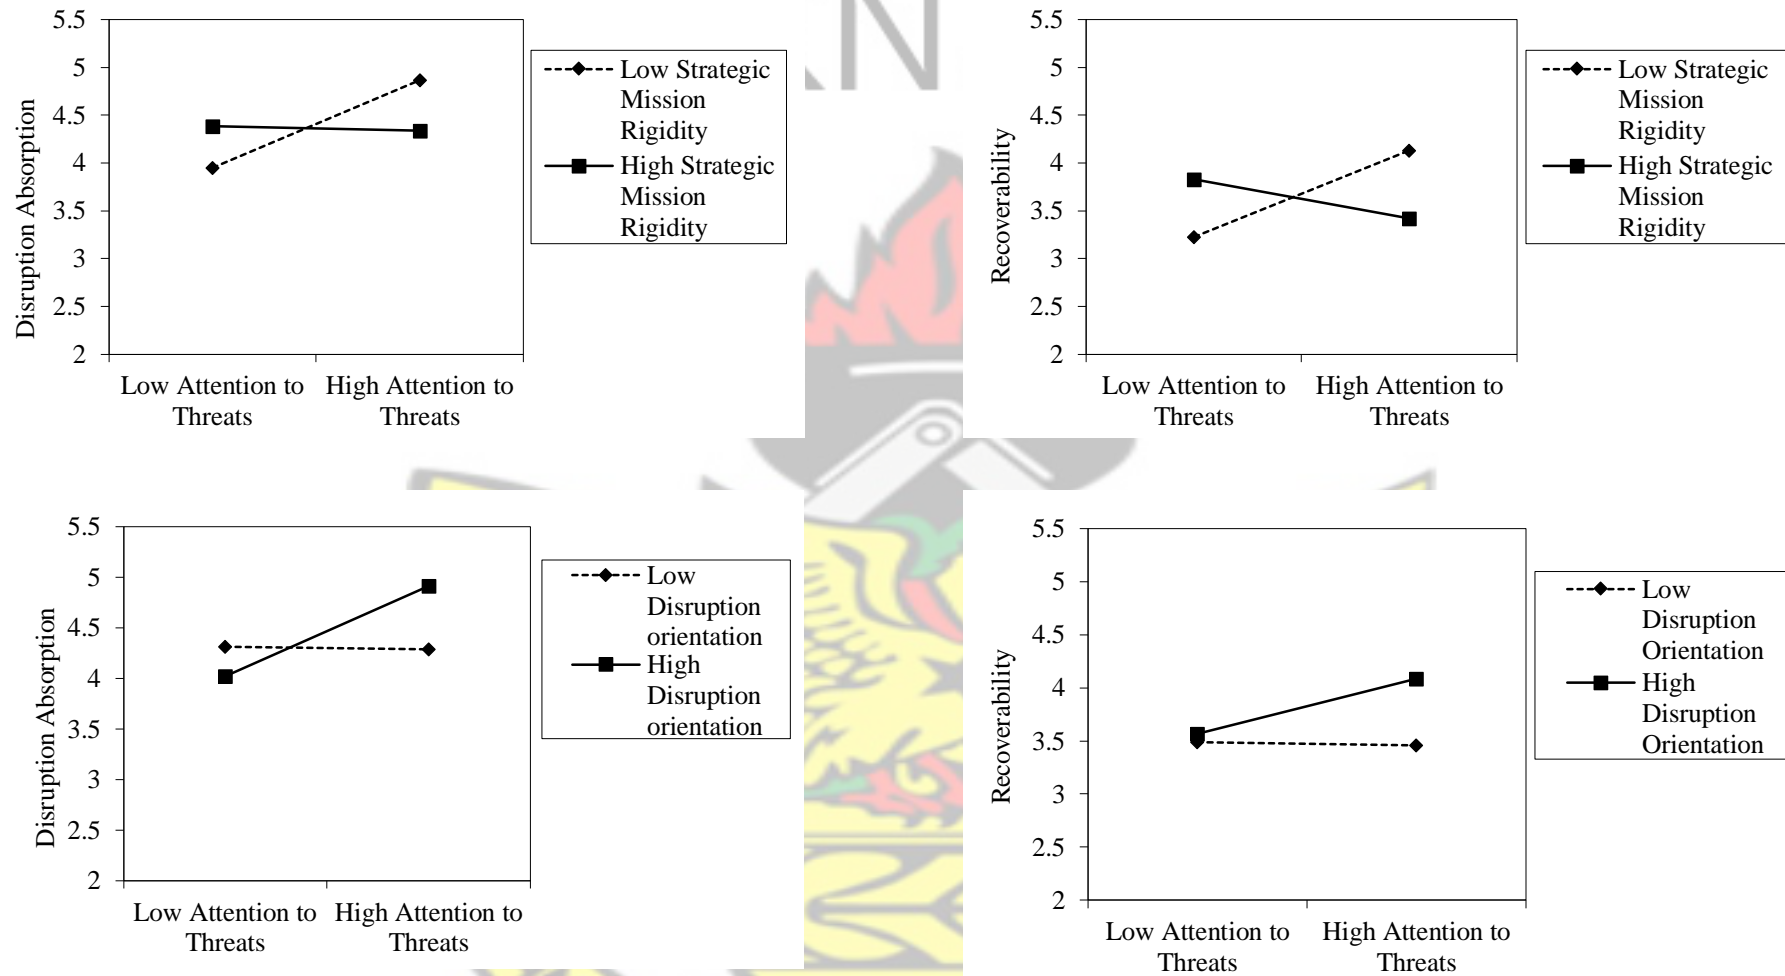 5.5
5
4.5
4
3.5
3
2.5
2
Disruption Absorption
Low Attention to
Threats
High Attention to
Threats
Low Strategic
Mission
Rigidity
High Strategic
Mission
Rigidity
5.5
5
4.5
4
3.5
3
2.5
2
Recoverability
Low Attention to
Threats
High Attention to
Threats
Low Strategic
Mission
Rigidity
High Strategic
Mission
Rigidity
5.5
5
4.5
4
3.5
3
2.5
2
Disruption Absorption
Low Attention to
Threats
High Attention to
Threats
Low
Disruption
orientation
High
Disruption
orientation
5.5
5
4.5
4
3.5
3
2.5
2
Recoverability
Low Attention to
Threats
High Attention to
Threats
Low
Disruption
Orientation
High
Disruption
Orientation